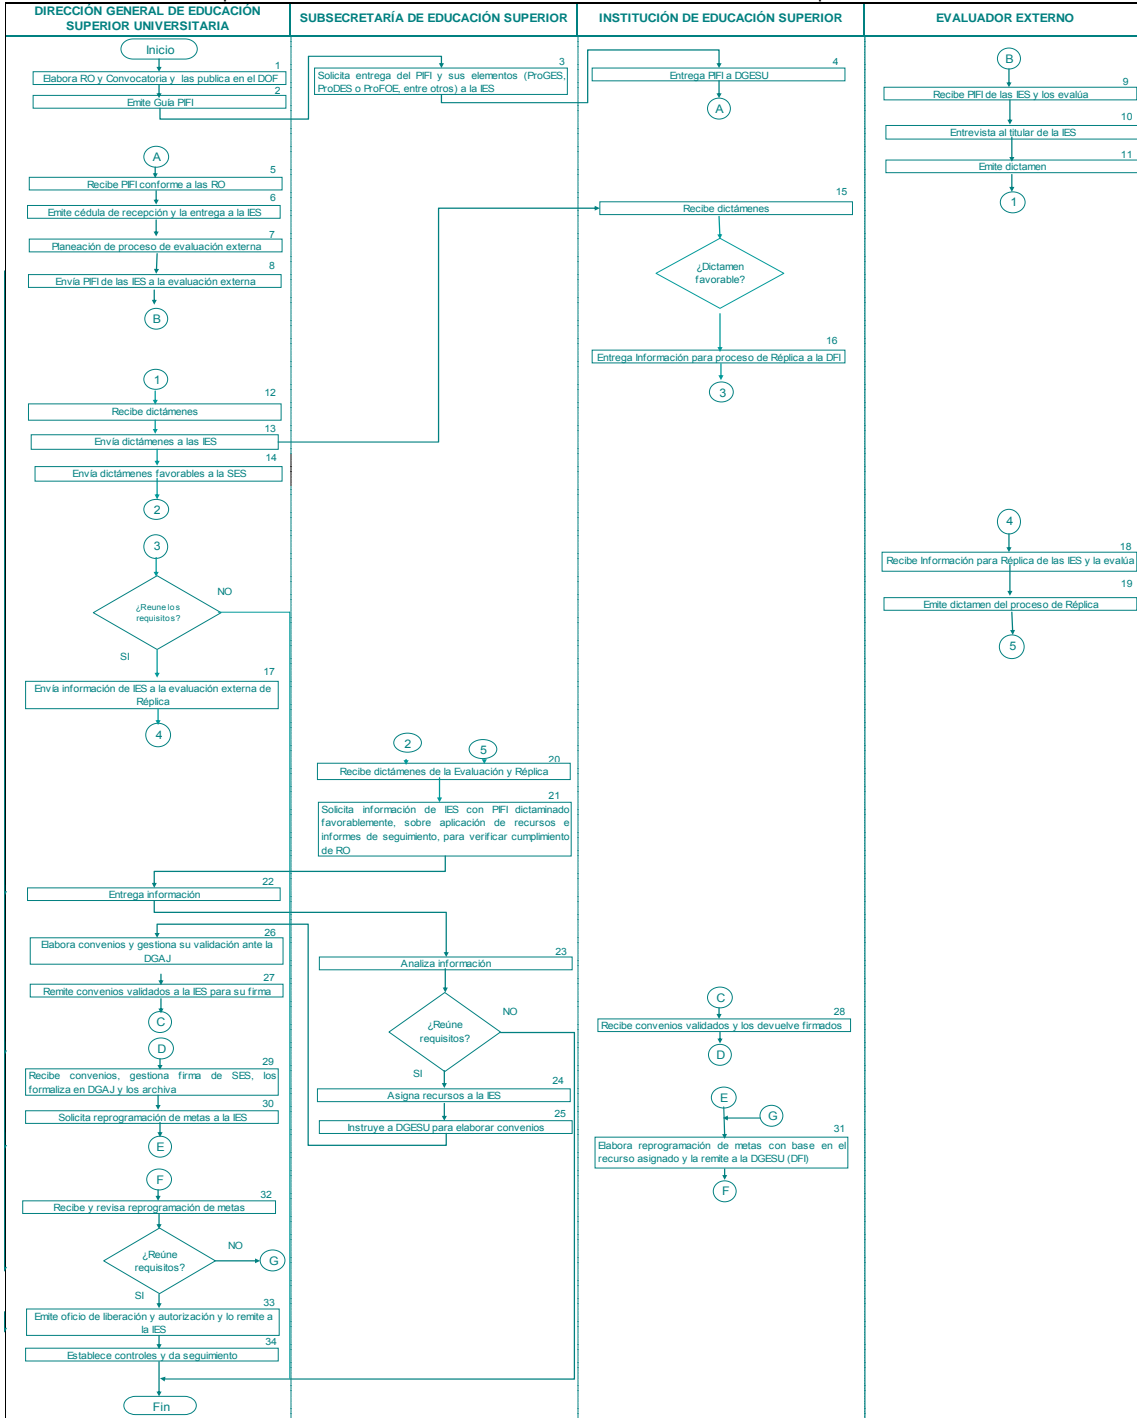 DIRECCIÓN GENERAL DE EDUCACIÓN
SUPERIOR UNIVERSITARIA
SUBSECRETARÍA DE EDUCACIÓN SUPERIOR
INSTITUCIÓN DE EDUCACIÓN SUPERIOR
EVALUADOR EXTERNO
Inicio
1
Elabora RO y Convocatoria y las publica en el DOF
2
Emite Guía PIFI
3
Solicita entrega del PIFI y sus elementos (ProGES,
ProDES o ProFOE, entre otros) a la IES
4
Entrega PIFI a DGESU
A
B
9
Recibe PIFI de las IES y los evalúa
10
Entrevista al titular de la IES
11
Emite dictamen
1
A
5
Recibe PIFI conforme a las RO
6
Emite cédula de recepción y la entrega a la IES
7
Planeación de proceso de evaluación externa
8
Envía PIFI de las IES a la evaluación externa
B
15
Recibe dictámenes
¿Dictamen
favorable?
16
Entrega Información para proceso de Réplica a la DFI
3
1
12
Recibe dictámenes
13
Envía dictámenes a las IES
14
Envía dictámenes favorables a la SES
2
3
¿Reune los
requisitos?
NO
SI
17
Envía información de IES a la evaluación externa de
Réplica
4
4
18
Recibe Información para Réplica de las IES y la evalúa
19
Emite dictamen del proceso de Réplica
5
2
5
20
Recibe dictámenes de la Evaluación y Réplica
21
Solicita información de IES con PIFI dictaminado
favorablemente, sobre aplicación de recursos e
informes de seguimiento, para verificar cumplimiento
de RO
22
Entrega información
26
Elabora convenios y gestiona su validación ante la
DGAJ
27
Remite convenios validados a la IES para su firma
C
23
Analiza información
¿Reúne
requisitos?
NO
SI
24
Asigna recursos a la IES
25
Instruye a DGESU para elaborar convenios
C
28
Recibe convenios validados y los devuelve firmados
D
D
29
Recibe convenios, gestiona firma de SES, los
formaliza en DGAJ y los archiva
30
Solicita reprogramación de metas a la IES
E
E
G
31
Elabora reprogramación de metas con base en el
recurso asignado y la remite a la DGESU (DFI)
F
F
32
Recibe y revisa reprogramación de metas
¿Reúne
requisitos?
NO
G
SI
33
Emite oficio de liberación y autorización y lo remite a
la IES
34
Establece controles y da seguimiento
Fin